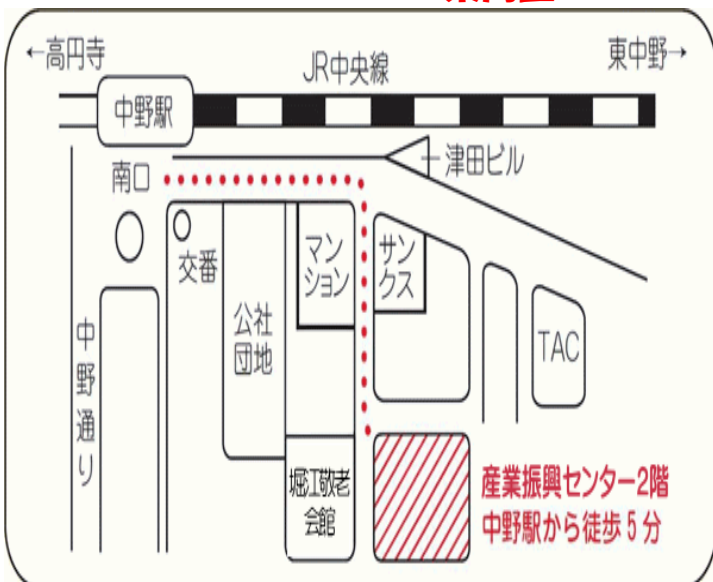 ←高円寺
東中野→
JR中央線
中野駅
津田ビル
南口
交番
マン
ション
サン
クス
公社
団地
TAC
中野通り
堀江敬老
会館
産業振興センター2階
中野駅から徒歩5分